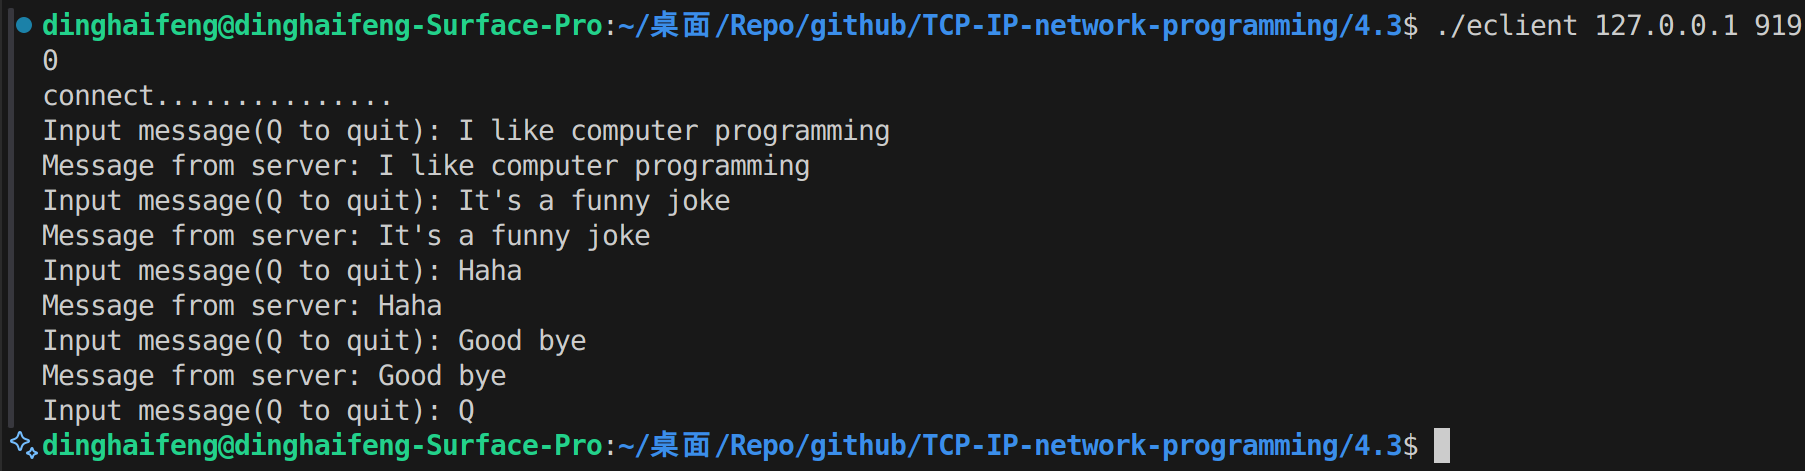 dinghaifeng@dinghaifeng-Surface-Pro:~/桌面/Repo/github/TCP-IP-network-programming/4.3$ ./eclient 127.0.0.1 919
0
connect...............
Input message(Q to quit): I like computer programming
Message from server: I like computer programming
Input message(Q to quit): It's a funny joke
Message from server: It's a funny joke
Input message(Q to quit): Haha
Message from server: Haha
Input message(Q to quit): Good bye
Message from server: Good bye
Input message(Q to quit): Q
dinghaifeng@dinghaifeng-Surface-Pro:~/桌面/Repo/github/TCP-IP-network-programming/4.3$